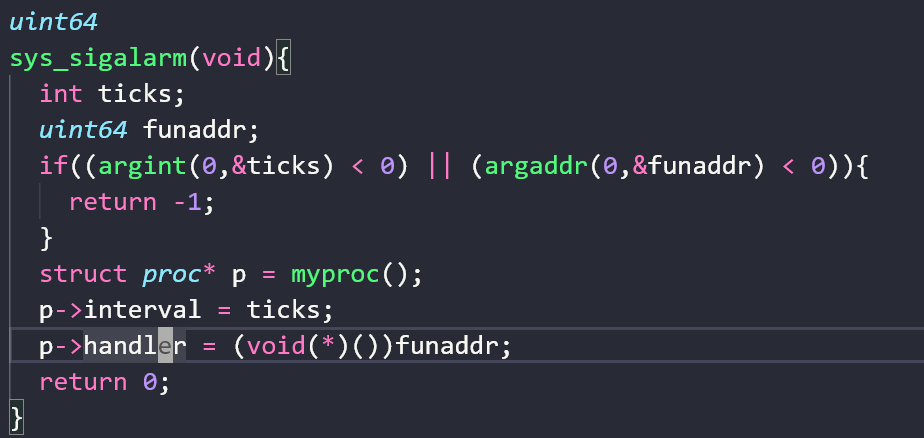 uint64
sys_sigalarm(void){
  int ticks;
  uint64 funaddr;
  if((argint(0,&ticks) < 0) || (argaddr(0,&funaddr) < 0)){
    return -1;
  }
  struct proc* p = myproc();
  p->interval = ticks;
  p->handler = (void(*)())funaddr;
  return 0;
}